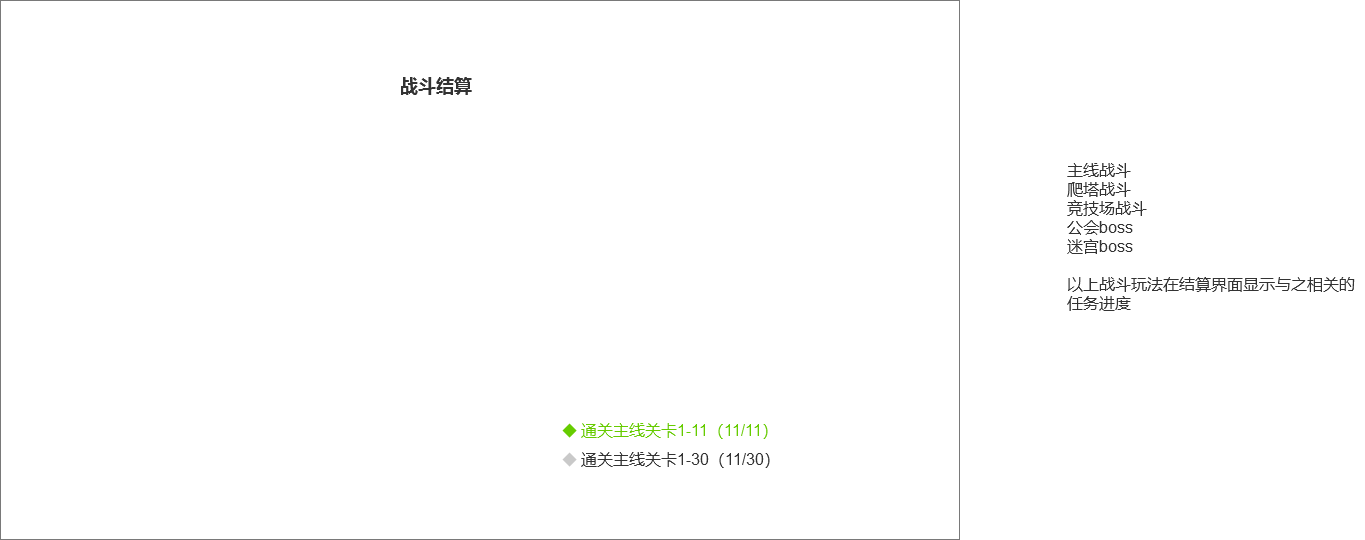 战斗结算
主线战斗
爬塔战斗
竞技场战斗
公会boss
迷宫boss
以上战斗玩法在结算界面显示与之相关的
任务进度
通关主线关卡1-11（11/11）
通关主线关卡1-30（11/30）